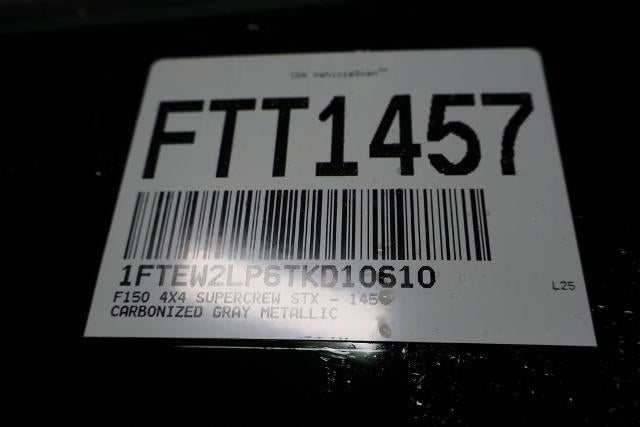 CDK VehicleScan™
FTT1457
1FTEW2LP6TKD10610
F150 4X4 SUPERCREW STX - 145
L25
CARBONIZED GRAY METALLIC